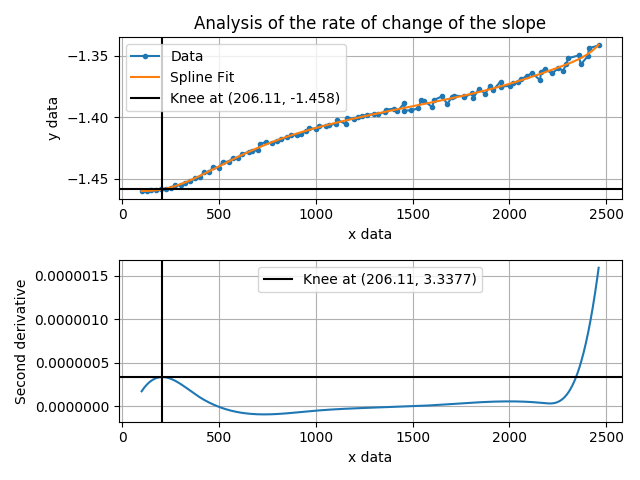 Analysis of the rate of change of the slope
Data
Spline Fit
Knee at (206.11, -1.458)
−1.35
−1.40
−1.45
y data
0
500
1000
1500
2000
2500
x data
Knee at (206.11, 3.3377)
0.0000015
0.0000010
0.0000005
0.0000000
Second derivative
0
500
1000
1500
2000
2500
x data